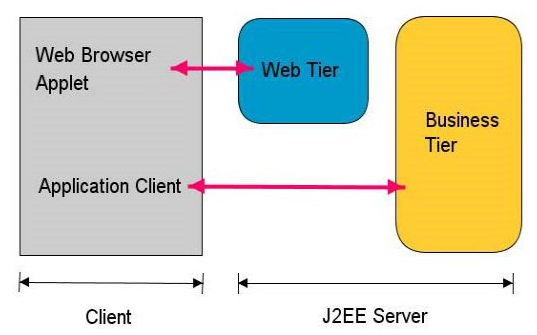 Web Browser
Applet
Web Tier
Business
Tier
Application Client
Client
J2EE Server